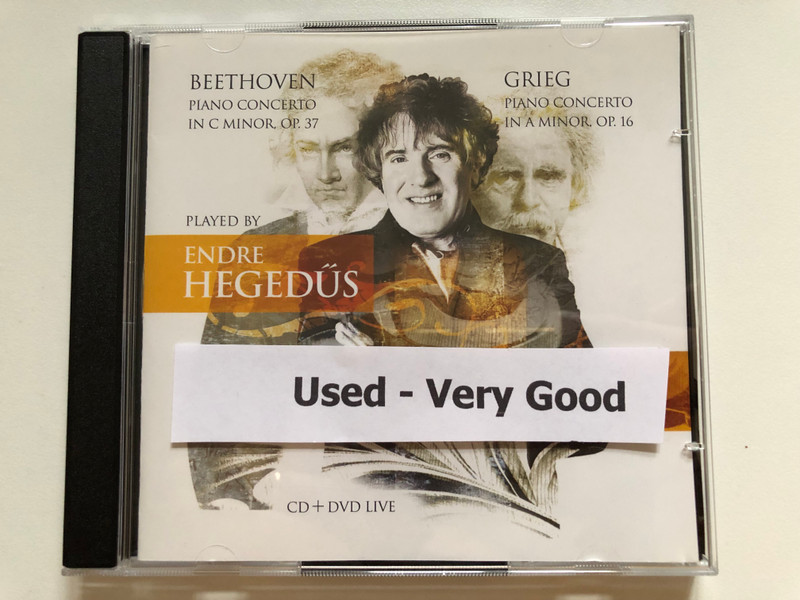 BEETHOVEN
PIANO CONCERTO
IN C MINOR, OP. 37
GRIEG
PIANO CONCERTO
IN A MINOR, OP. 16
PLAYED BY
ENDRE
HEGEDŰS
Used - Very Good
CD+DVD LIVE